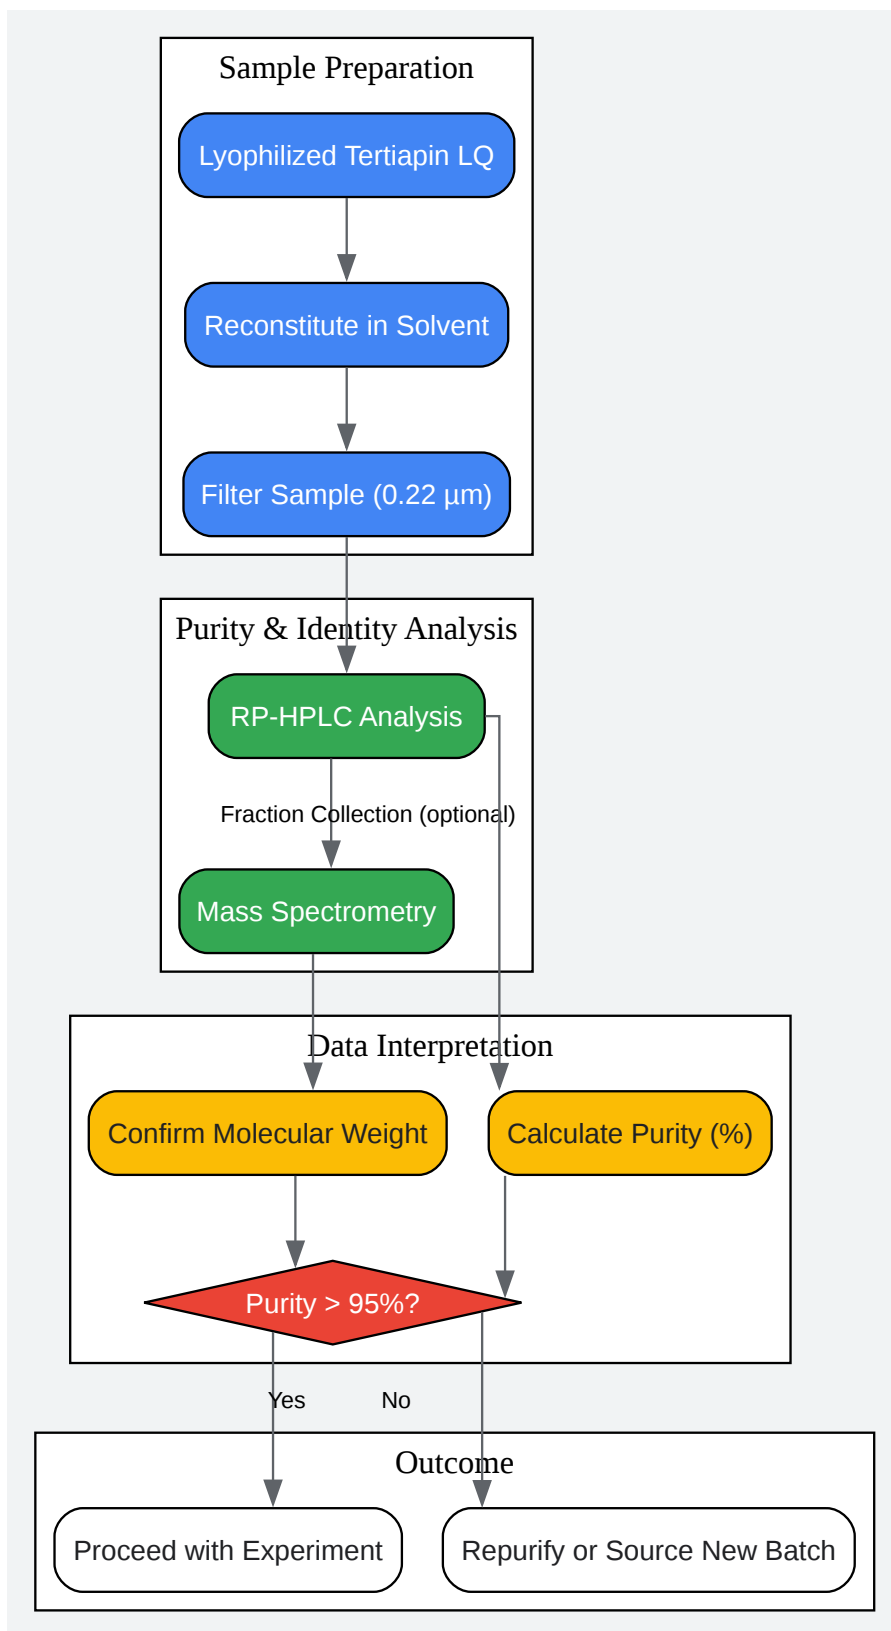 Sample Preparation
Lyophilized Tertiapin LQ
Reconstitute in Solvent
Filter Sample (0.22 µm)
Purity & Identity Analysis
RP-HPLC Analysis
Fraction Collection (optional)
Mass Spectrometry
Data Interpretation
Confirm Molecular Weight
Calculate Purity (%)
Purity > 95%?
Yes
No
Outcome
Proceed with Experiment
Repurify or Source New Batch